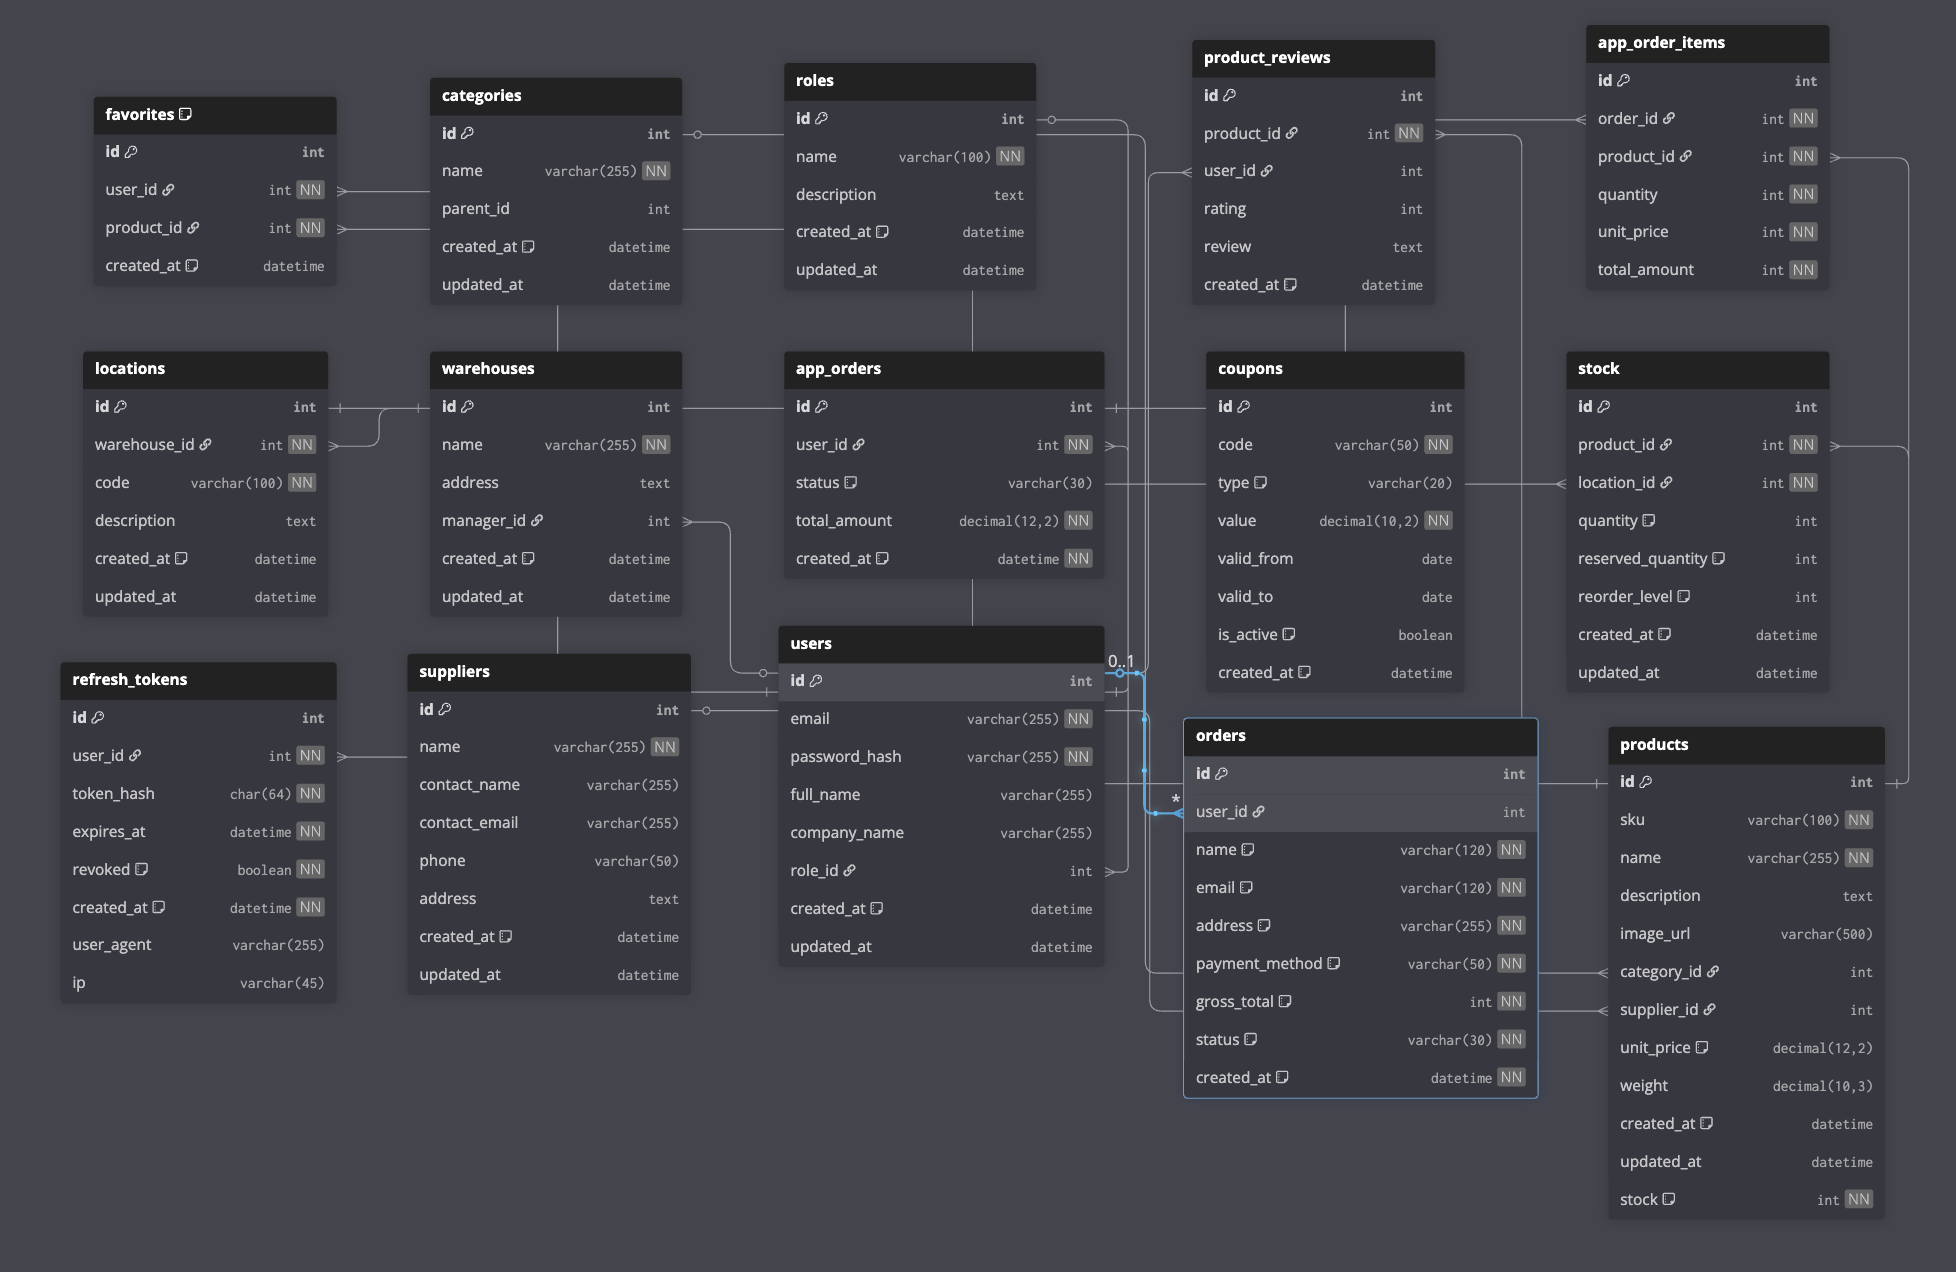 favorites
id int
user_id int NN
product_id int NN
created_at datetime
categories
id int
name varchar(255) NN
parent_id int
created_at datetime
updated_at datetime
roles
id int
name varchar(100) NN
description text
created_at datetime
updated_at datetime
product_reviews
id int
product_id int NN
user_id int
rating int
review text
created_at datetime
app_order_items
id int
order_id int NN
product_id int NN
quantity int NN
unit_price int NN
total_amount int NN
locations
id int
warehouse_id int NN
code varchar(100) NN
description text
created_at datetime
updated_at datetime
warehouses
id int
name varchar(255) NN
address text
manager_id int
created_at datetime
updated_at datetime
app_orders
id int
user_id int NN
status varchar(30)
total_amount decimal(12,2) NN
created_at datetime NN
coupons
id int
code varchar(50) NN
type varchar(20)
value decimal(10,2) NN
valid_from date
valid_to date
is_active boolean
created_at datetime
stock
id int
product_id int NN
location_id int NN
quantity int
reserved_quantity int
reorder_level int
created_at datetime
updated_at datetime
refresh_tokens
id int
user_id int NN
token_hash char(64) NN
expires_at datetime NN
revoked boolean NN
created_at datetime NN
user_agent varchar(255)
ip varchar(45)
suppliers
id int
name varchar(255) NN
contact_name varchar(255)
contact_email varchar(255)
phone varchar(50)
address text
created_at datetime
updated_at datetime
users
id int
email varchar(255) NN
password_hash varchar(255) NN
full_name varchar(255)
company_name varchar(255)
role_id int
created_at datetime
updated_at datetime
0..1
*
orders
id int
user_id int
name varchar(120) NN
email varchar(120) NN
address varchar(255) NN
payment_method varchar(50) NN
gross_total int NN
status varchar(30) NN
created_at datetime NN
products
id int
sku varchar(100) NN
name varchar(255) NN
description text
image_url varchar(500)
category_id int
supplier_id int
unit_price decimal(12,2)
weight decimal(10,3)
created_at datetime
updated_at datetime
stock int NN